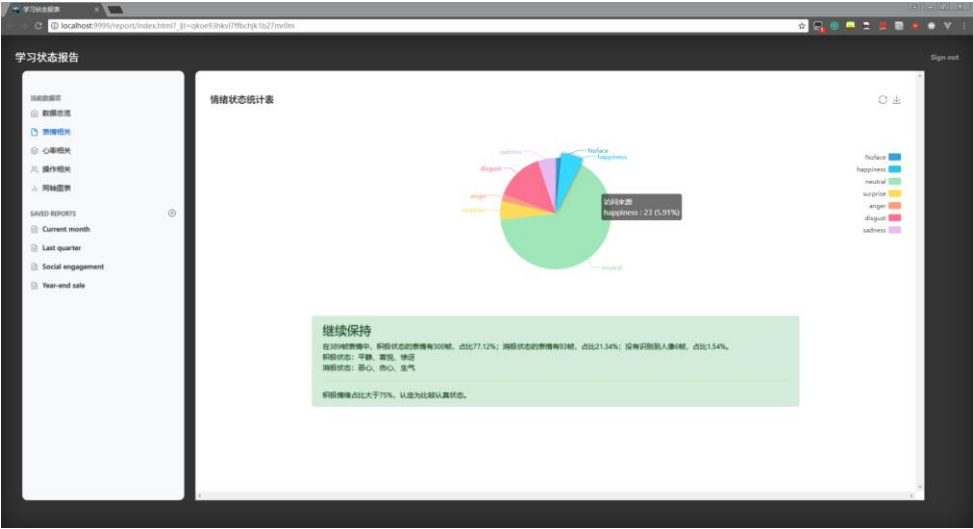 学习状态报告
localhost:9999/report/index.html?_ijt=qkoe93hkvi7ffbchjk1b27mr0m
学习状态报告
Sign out
当前数据项
数据总览
表情相关
心率相关
操作相关
同轴图表
SAVED REPORTS
Current month
Last quarter
Social engagement
Year-end sale
情绪状态统计表
sadness
Noface
happiness
disgust
anger
surprise
neutral
访问来源
happiness : 23 (5.91%)
Noface
happiness
neutral
surprise
anger
disgust
sadness
继续保持
在389帧表情中，积极状态的表情有300帧，占比77.12%；消极状态的表情有83帧，占比21.34%；没有识别到人像6帧，占比1.54%。
积极状态：平静、喜悦、惊讶
消极状态：恶心、伤心、生气
积极情绪占比大于75%，认定为比较认真状态。